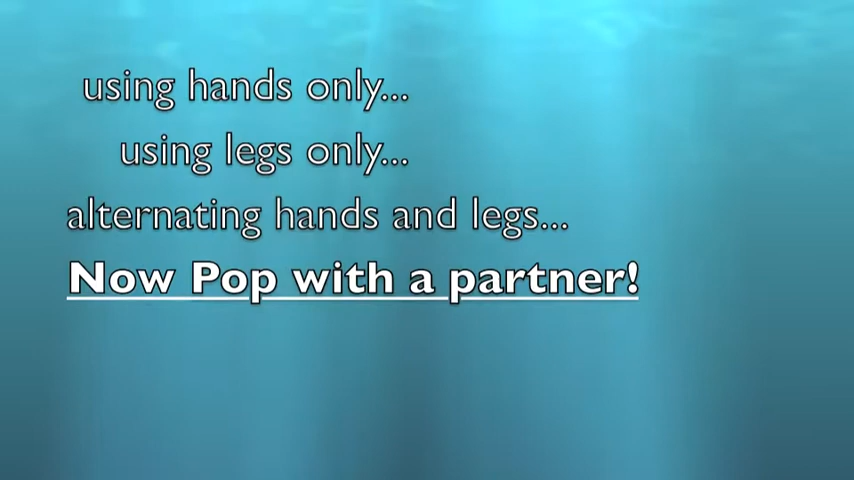 using hands only...
using legs only...
alternating hands and legs...
Now Pop with a partner!